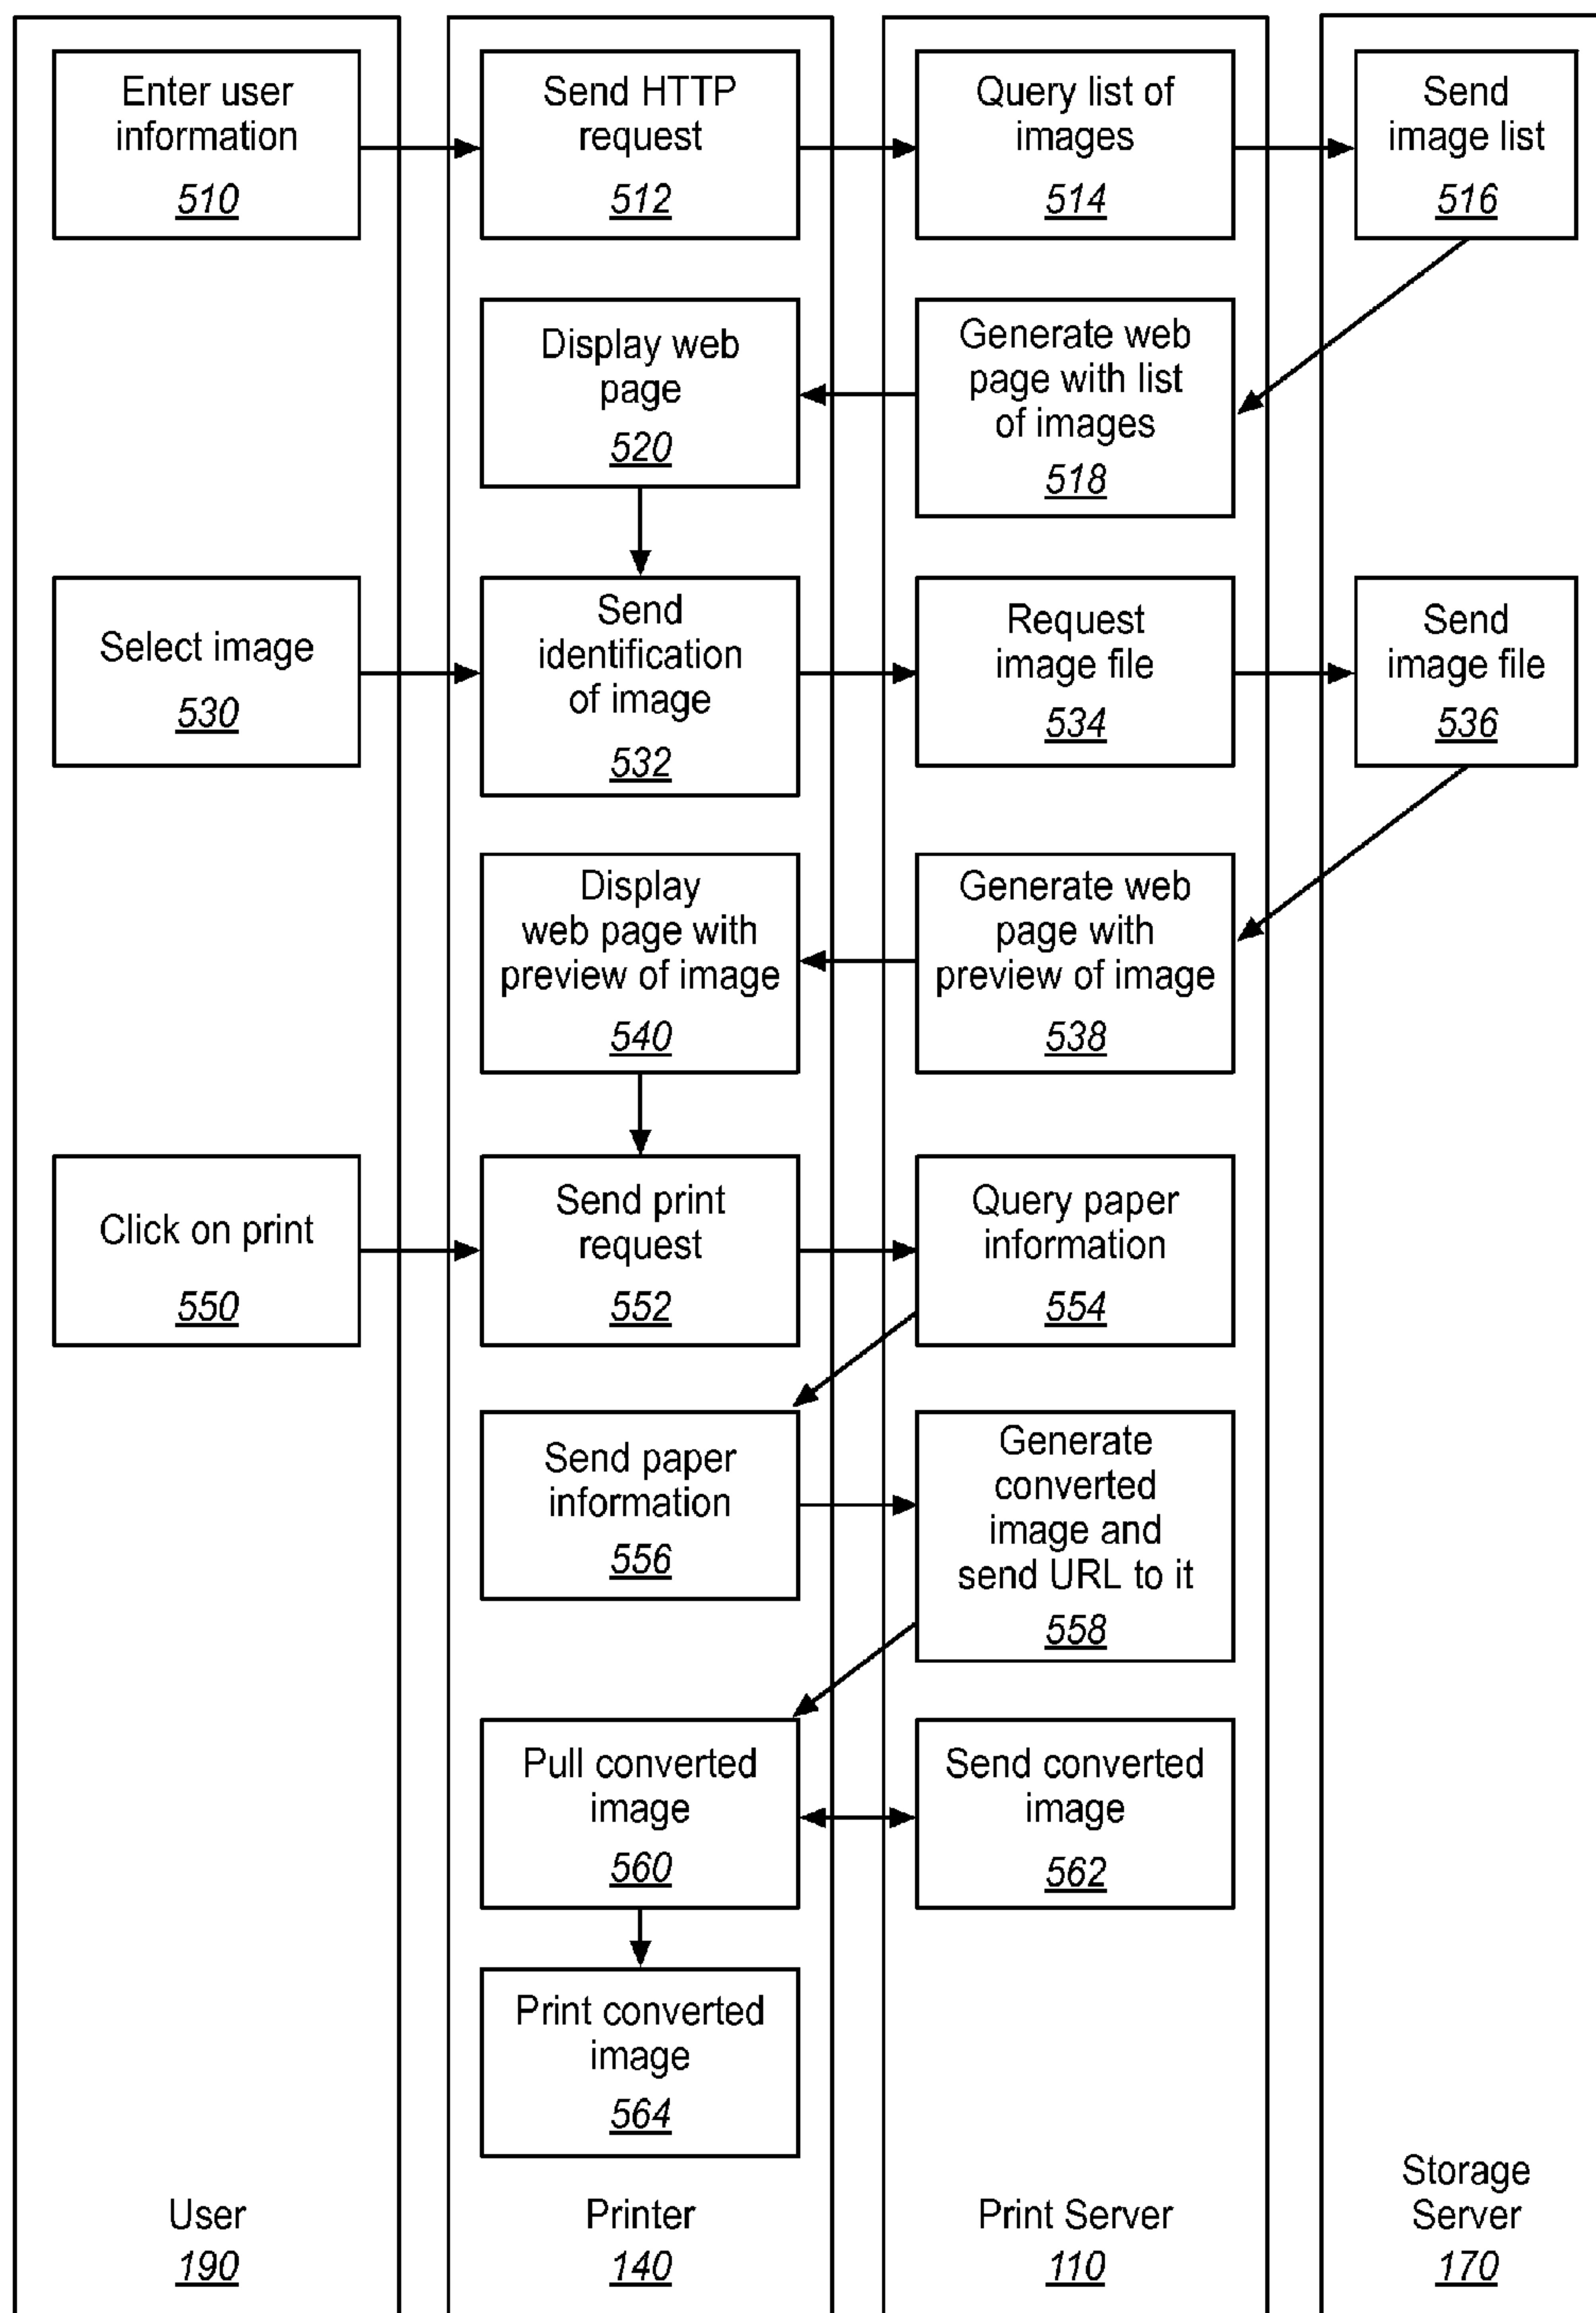 Enter user
information
510
Send HTTP
request
512
Query list of
images
514
Send
image list
516
Display web
page
520
Generate web
page with list
of images
518
Select image
530
Send
identification
of image
532
Request
image file
534
Send
image file
536
Display
web page with
preview of image
540
Generate web
page with
preview of image
538
Click on print
550
Send print
request
552
Query paper
information
554
Send paper
information
556
Generate
converted
image and
send URL to it
558
Pull converted
image
560
Send converted
image
562
Print converted
image
564
User
190
Printer
140
Print Server
110
Storage
Server
170